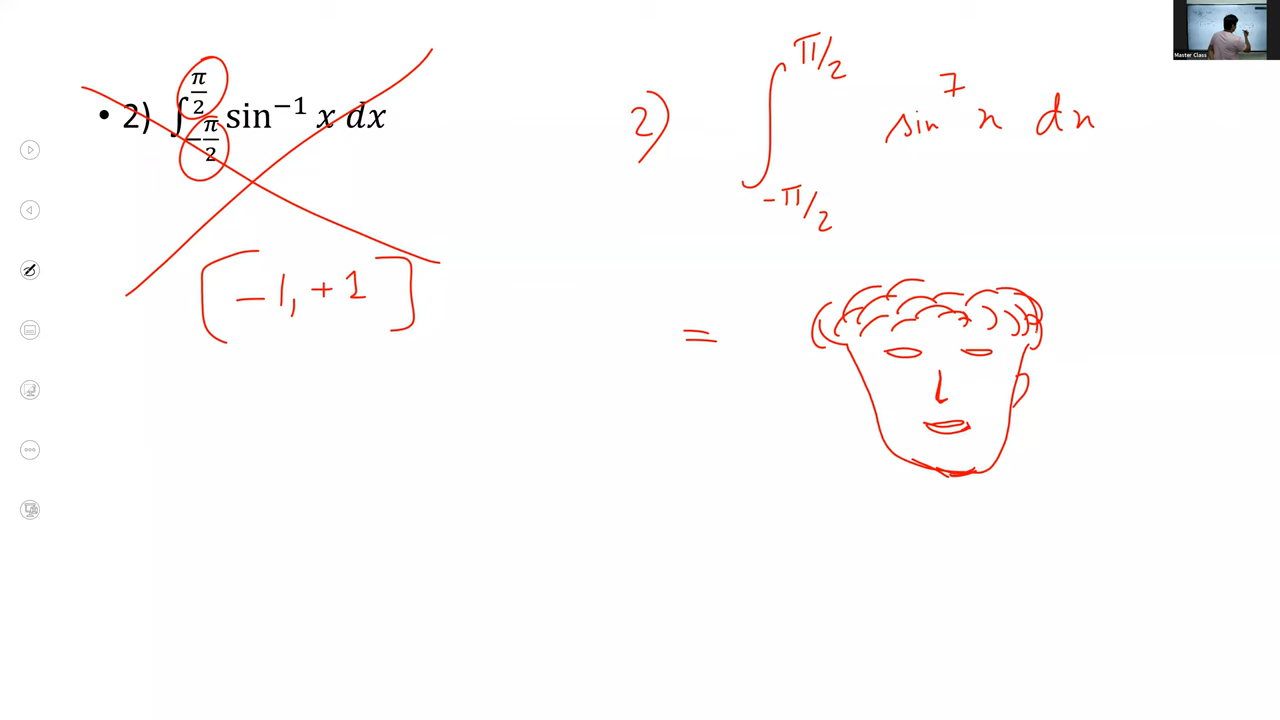 • 2) ∫_{-π/2}^{π/2} sin⁻¹ x dx
[-1, +1]
2) ∫_{-π/2}^{π/2} sin⁷ x dx
=
Master Class